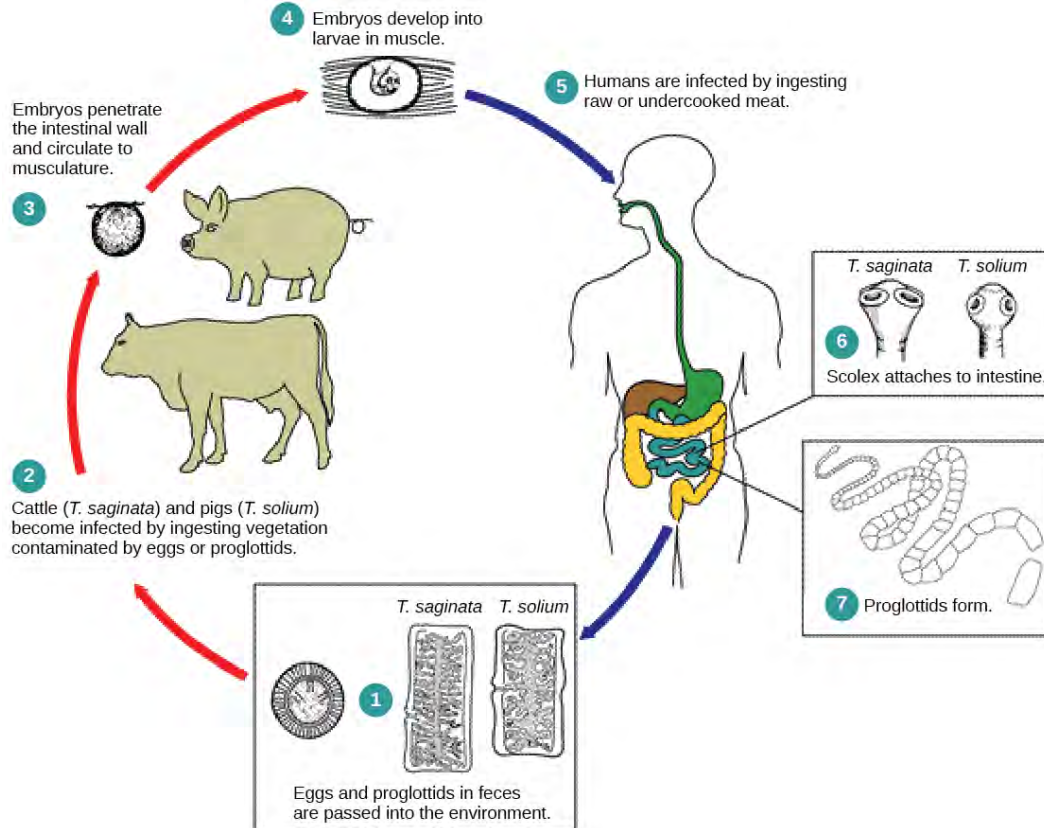 4
Embryos develop into
larvae in muscle.
5
Humans are infected by ingesting
raw or undercooked meat.
Embryos penetrate
the intestinal wall
and circulate to
musculature.
3
T. saginata T. solium
6
Scolex attaches to intestine.
2
Cattle (T. saginata) and pigs (T. solium)
become infected by ingesting vegetation
contaminated by eggs or proglottids.
7
Proglottids form.
T. saginata T. solium
1
Eggs and proglottids in feces
are passed into the environment.